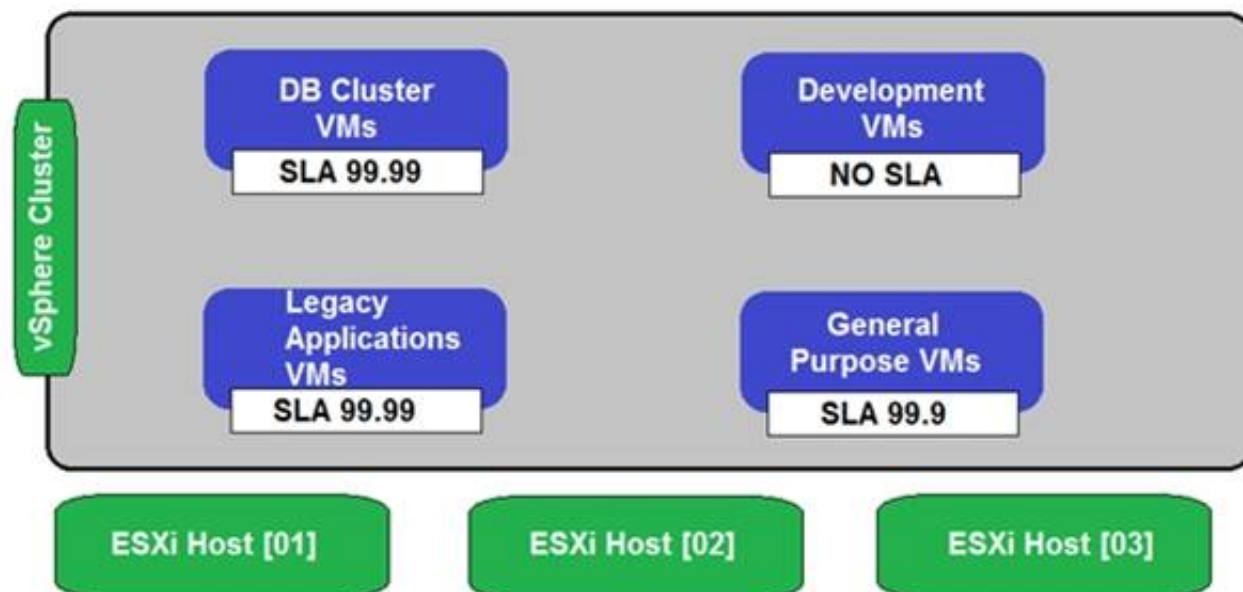 vSphere Cluster
DB Cluster
VMs
SLA 99.99
Development
VMs
NO SLA
Legacy
Applications
VMs
SLA 99.99
General
Purpose VMs
SLA 99.9
ESXi Host [01]
ESXi Host [02]
ESXi Host [03]